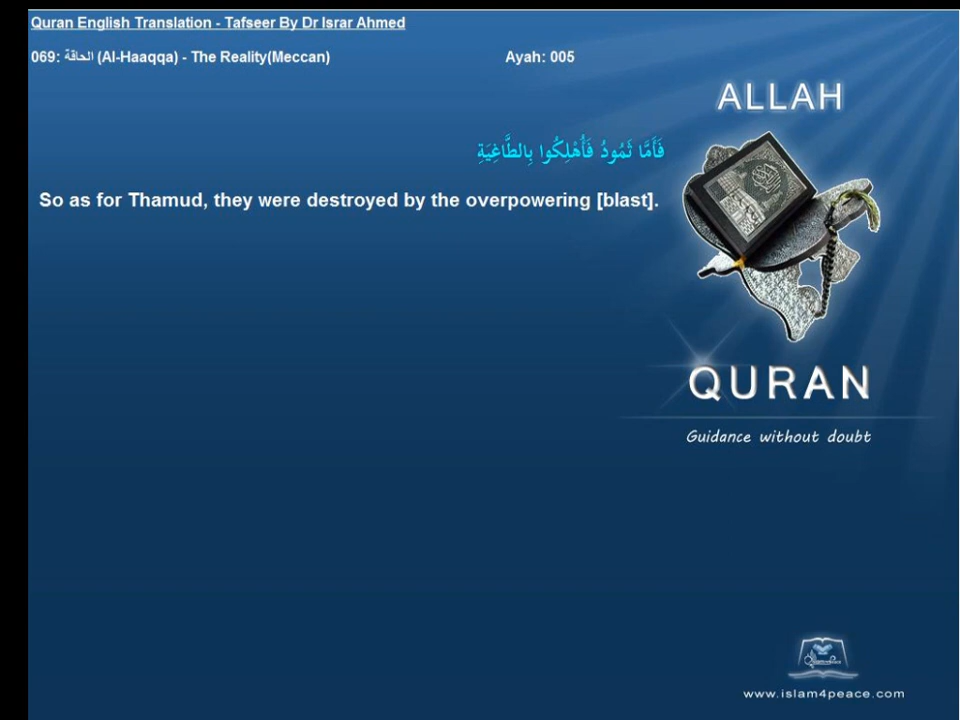 Quran English Translation - Tafseer By Dr Israr Ahmed
069: الحاقة (Al-Haaqqa) - The Reality(Meccan) Ayah: 005
ALLAH
فَأَمَّا ثَمُودُ فَأُهْلِكُوا بِالطَّاغِيَةِ
So as for Thamud, they were destroyed by the overpowering [blast].
QURAN
Guidance without doubt
www.islam4peace.com